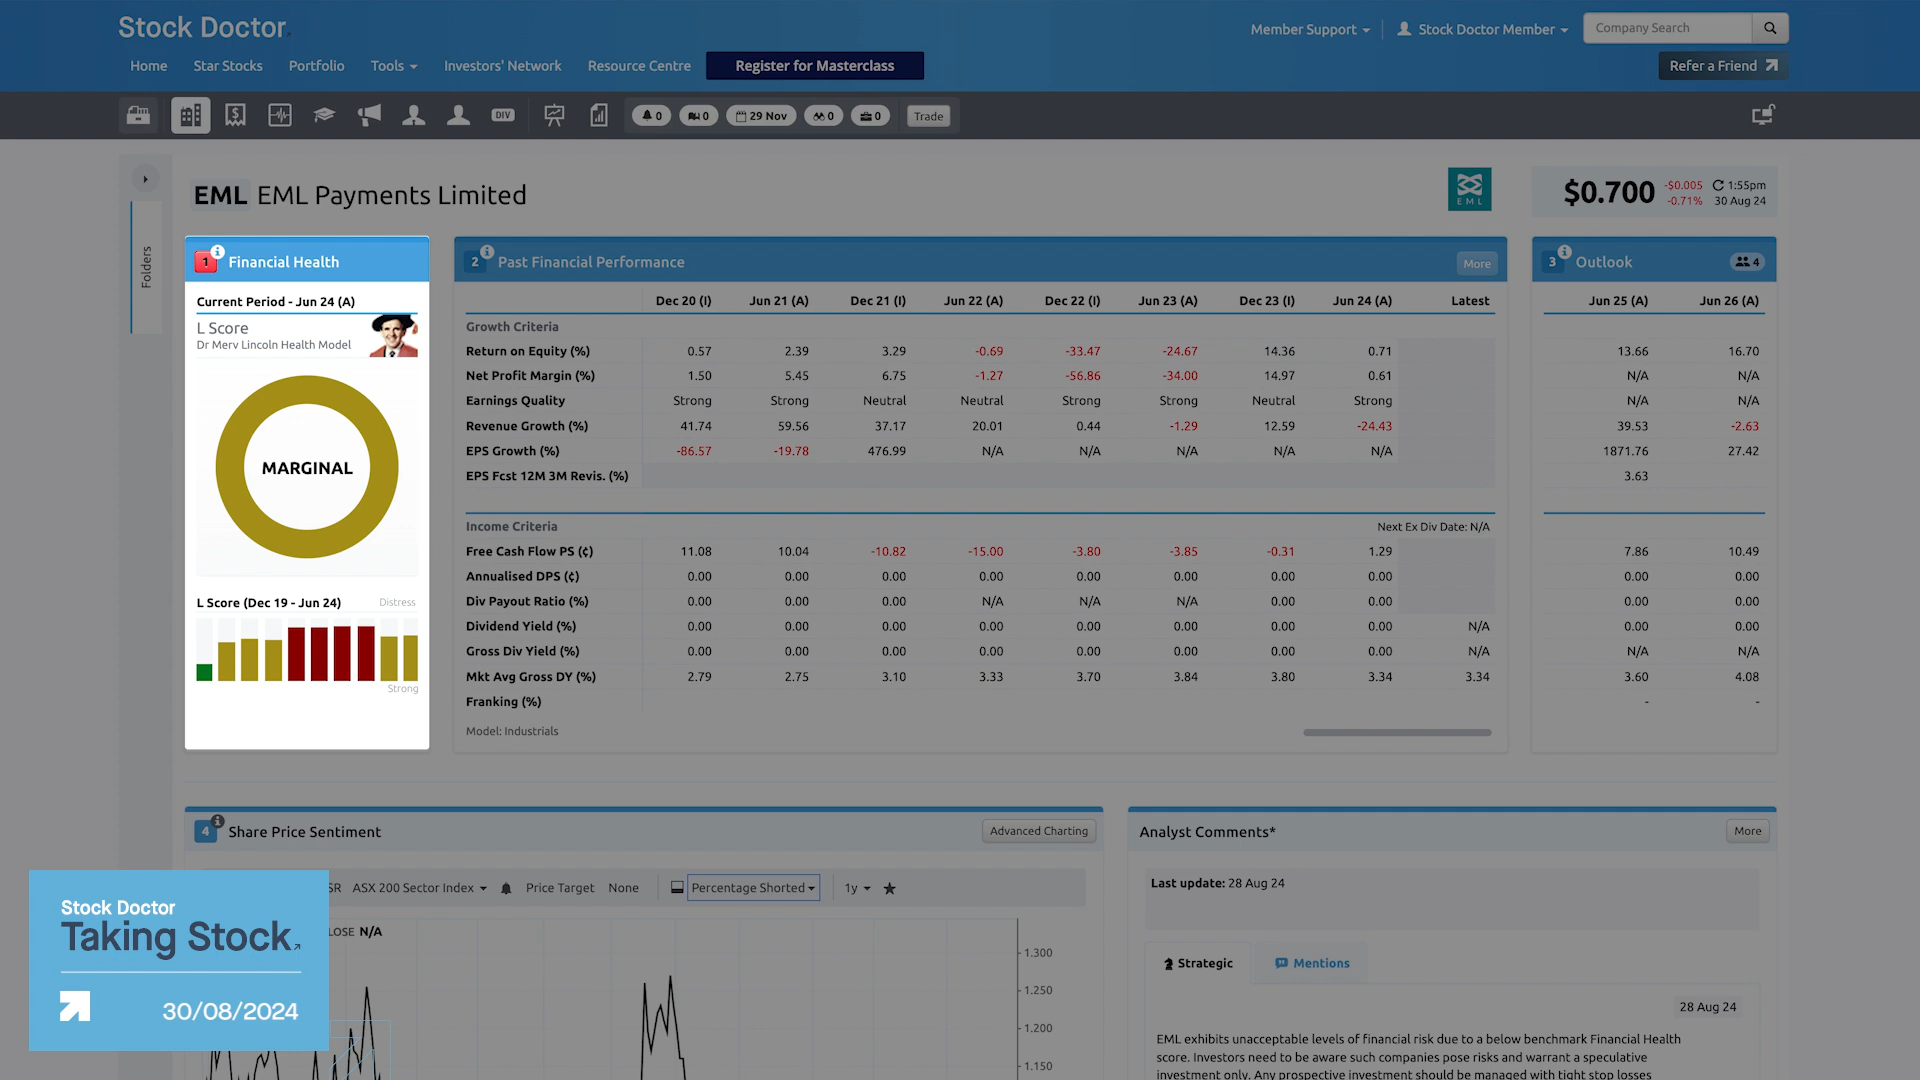 Stock Doctor
Member Support
Stock Doctor Member
Company Search
Home
Star Stocks
Portfolio
Tools
Investors' Network
Resource Centre
Register for Masterclass
Refer a Friend
DIV
0
0
29 Nov
0
0
Trade
Folders
EML EML Payments Limited
EML
$0.700
-$0.005
-0.71%
1:55pm
30 Aug 24
1 i Financial Health
Current Period - Jun 24 (A)
L Score
Dr Merv Lincoln Health Model
MARGINAL
L Score (Dec 19 - Jun 24)
Distress
Strong
2 i Past Financial Performance
More
Dec 20 (I) Jun 21 (A) Dec 21 (I) Jun 22 (A) Dec 22 (I) Jun 23 (A) Dec 23 (I) Jun 24 (A) Latest
Growth Criteria
Return on Equity (%) 0.57 2.39 3.29 -0.69 -33.47 -24.67 14.36 0.71
Net Profit Margin (%) 1.50 5.45 6.75 -1.27 -56.86 -34.00 14.97 0.61
Earnings Quality Strong Strong Neutral Neutral Strong Strong Neutral Strong
Revenue Growth (%) 41.74 59.56 37.17 20.01 0.44 -1.29 12.59 -24.43
EPS Growth (%) -86.57 -19.78 476.99 N/A N/A N/A N/A N/A
EPS Fcst 12M 3M Revis. (%)
Income Criteria
Next Ex Div Date: N/A
Free Cash Flow PS (¢) 11.08 10.04 -10.82 -15.00 -3.80 -3.85 -0.31 1.29
Annualised DPS (¢) 0.00 0.00 0.00 0.00 0.00 0.00 0.00 0.00
Div Payout Ratio (%) 0.00 0.00 0.00 N/A N/A N/A 0.00 0.00
Dividend Yield (%) 0.00 0.00 0.00 0.00 0.00 0.00 0.00 0.00 N/A
Gross Div Yield (%) 0.00 0.00 0.00 0.00 0.00 0.00 0.00 0.00 N/A
Mkt Avg Gross DY (%) 2.79 2.75 3.10 3.33 3.70 3.84 3.80 3.34 3.34
Franking (%)
Model: Industrials
3 i Outlook
4
Jun 25 (A) Jun 26 (A)
13.66 16.70
N/A N/A
N/A N/A
39.53 -2.63
1871.76 27.42
3.63
7.86 10.49
0.00 0.00
0.00 0.00
0.00 0.00
N/A N/A
3.60 4.08
- -
4 i Share Price Sentiment
Advanced Charting
SR ASX 200 Sector Index
Price Target None
Percentage Shorted
1y
LOSE N/A
1.300
1.250
1.200
1.150
Analyst Comments*
More
Last update: 28 Aug 24
Strategic
Mentions
28 Aug 24
EML exhibits unacceptable levels of financial risk due to a below benchmark Financial Health
score. Investors need to be aware such companies pose risks and warrant a speculative
investment only. Any prospective investment should be managed with tight stop losses
Stock Doctor
Taking Stock
30/08/2024